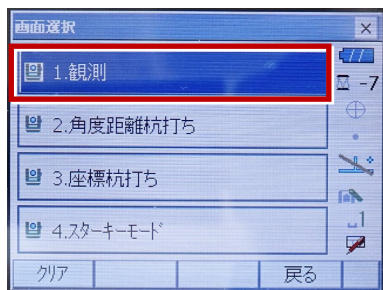 画面選択
1.観測
-7
2.角度距離杭打ち
3.座標杭打ち
1
4.スターキーモード
クリア
戻る